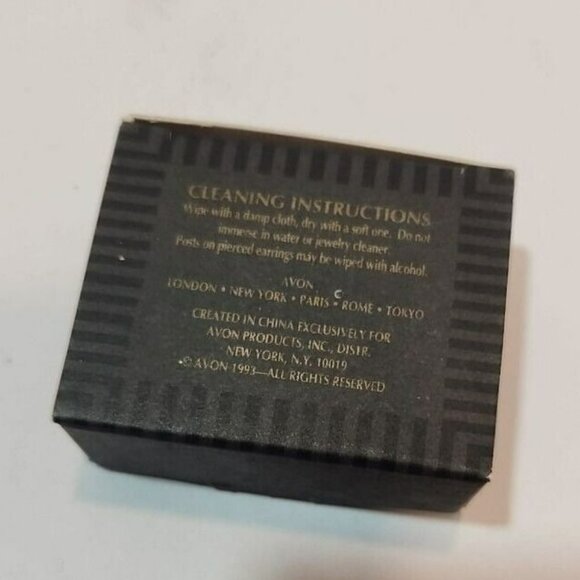 CLEANING INSTRUCTIONS
Wipe with a damp cloth, dry with a soft one. Do not
immerse in water or jewelry cleaner.
Posts on pierced earrings may be wiped with alcohol.
AVON C
LONDON • NEW YORK • PARIS • ROME • TOKYO
CREATED IN CHINA EXCLUSIVELY FOR
AVON PRODUCTS, INC., DISTR.
NEW YORK, N.Y. 10019
© AVON 1993—ALL RIGHTS RESERVED